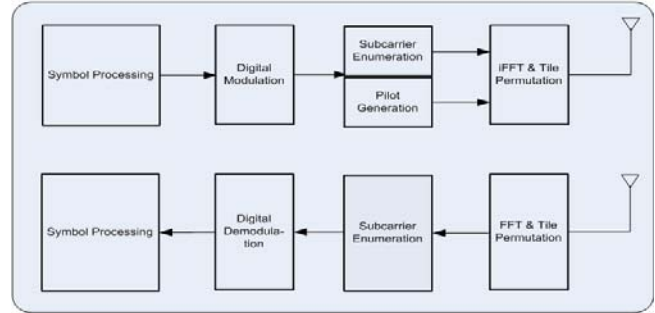 Symbol Processing
Digital
Modulation
Subcarrier
Enumeration
Pilot
Generation
iFFT & Tile
Permutation
Symbol Processing
Digital
Demodula-
tion
Subcarrier
Enumeration
FFT & Tile
Permutation